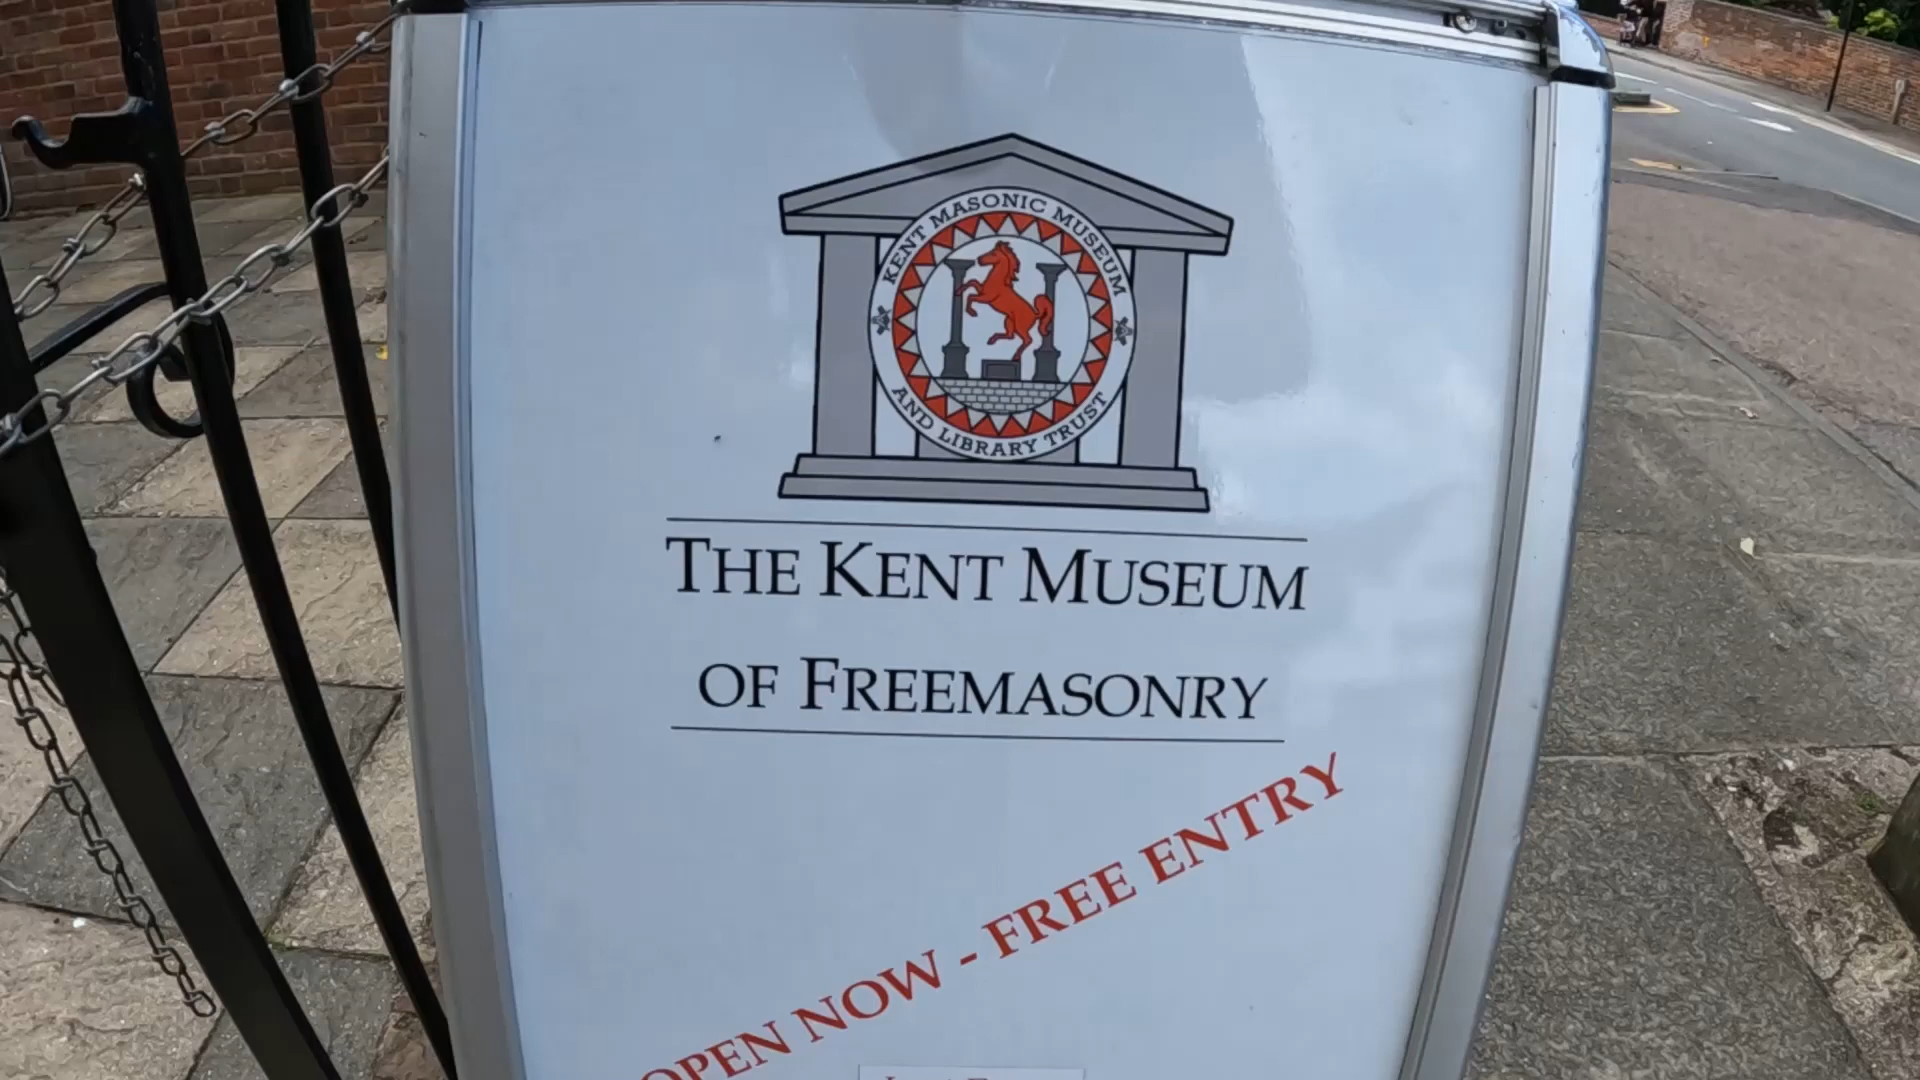 KENT MASONIC MUSEUM
AND LIBRARY TRUST
THE KENT MUSEUM
OF FREEMASONRY
OPEN NOW - FREE ENTRY